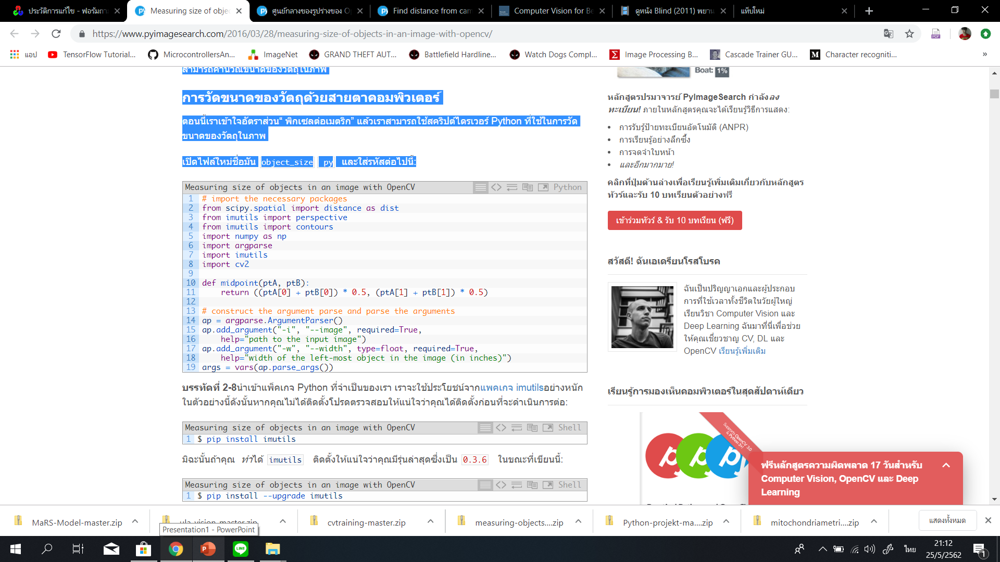 ประวัติการแก้ไข - ฟอรัมถาม
Measuring size of objec
ศูนย์กลางของรูปร่างของ O
Find distance from cam
Computer Vision for Be
ดูหนัง Blind (2011) พยาน
แท็บใหม่
https://www.pyimagesearch.com/2016/03/28/measuring-size-of-objects-in-an-image-with-opencv/
แอป
TensorFlow Tutorial...
MicrocontrollersAn...
ImageNet
GRAND THEFT AUT...
Battlefield Hardline...
Watch Dogs Compl...
Image Processing B...
Cascade Trainer GU...
Character recogniti...
»
สามารถคำนวณขนาดของวัตถุในภาพ
การวัดขนาดของวัตถุด้วยสายตาคอมพิวเตอร์
ตอนนี้เราเข้าใจอัตราส่วน“ พิกเซลต่อเมตริก” แล้วเราสามารถใช้สคริปต์ไดรเวอร์ Python ที่ใช้ในการวัด
ขนาดของวัตถุในภาพ
เปิดไฟล์ใหม่ชื่อมัน object_size py และใส่รหัสต่อไปนี้:
Measuring size of objects in an image with OpenCV
Python
1 # import the necessary packages
2 from scipy.spatial import distance as dist
3 from imutils import perspective
4 from imutils import contours
5 import numpy as np
6 import argparse
7 import imutils
8 import cv2
9
10 def midpoint(ptA, ptB):
11 return ((ptA[0] + ptB[0]) * 0.5, (ptA[1] + ptB[1]) * 0.5)
12
13 # construct the argument parse and parse the arguments
14 ap = argparse.ArgumentParser()
15 ap.add_argument("-i", "--image", required=True,
16 help="path to the input image")
17 ap.add_argument("-w", "--width", type=float, required=True,
18 help="width of the left-most object in the image (in inches)")
19 args = vars(ap.parse_args())
บรรทัดที่ 2-8นำเข้าแพ็คเกจ Python ที่จำเป็นของเรา เราจะใช้ประโยชน์จากแพคเกจ imutilsอย่างหนัก
ในตัวอย่างนี้ดังนั้นหากคุณไม่ได้ติดตั้งโปรดตรวจสอบให้แน่ใจว่าคุณได้ติดตั้งก่อนที่จะดำเนินการต่อ:
Measuring size of objects in an image with OpenCV
Shell
1 $ pip install imutils
มิฉะนั้นถ้าคุณ ทำได้ imutils ติดตั้งให้แน่ใจว่าคุณมีรุ่นล่าสุดซึ่งเป็น 0.3.6 ในขณะที่เขียนนี้:
Measuring size of objects in an image with OpenCV
Shell
1 $ pip install --upgrade imutils
Boat: 1%
หลักสูตรปรมาจารย์ PyImageSearch กำลังลง
ทะเบียน! ภายในหลักสูตรคุณจะได้เรียนรู้วิธีการแสดง:
• การรับรู้ป้ายทะเบียนอัตโนมัติ (ANPR)
• การเรียนรู้อย่างลึกซึ้ง
• การจดจำใบหน้า
• และอีกมากมาย!
คลิกที่ปุ่มด้านล่างเพื่อเรียนรู้เพิ่มเติมเกี่ยวกับหลักสูตร
ทัวร์และรับ 10 บทเรียนตัวอย่างฟรี
เข้าร่วมทัวร์ & รับ 10 บทเรียน (ฟรี)
สวัสดี! ฉันเอเดรียนโรสโบรค
ฉันเป็นปริญญาเอกและผู้ประกอบ
การที่ใช้เวลาทั้งชีวิตในวัยผู้ใหญ่
เรียนวิชา Computer Vision และ
Deep Learning ฉันมาที่นี่เพื่อช่วย
ให้คุณเชี่ยวชาญ CV, DL และ
OpenCV เรียนรู้เพิ่มเติม
เรียนรู้การมองเห็นคอมพิวเตอร์ในสุดสัปดาห์เดียว
Supports OpenCV 3.0
& Python 3+!
py py py
ฟรีหลักสูตรความผิดพลาด 17 วันสำหรับ
Computer Vision, OpenCV และ Deep
Learning
MaRS-Model-master.zip
ula-vision-master.zip
cvtraining-master.zip
measuring-objects....zip
Python-projekt-ma....zip
mitochondriametri....zip
แสดงทั้งหมด
Presentation1 - PowerPoint
LINE
ไทย
21:12
25/5/2562
1